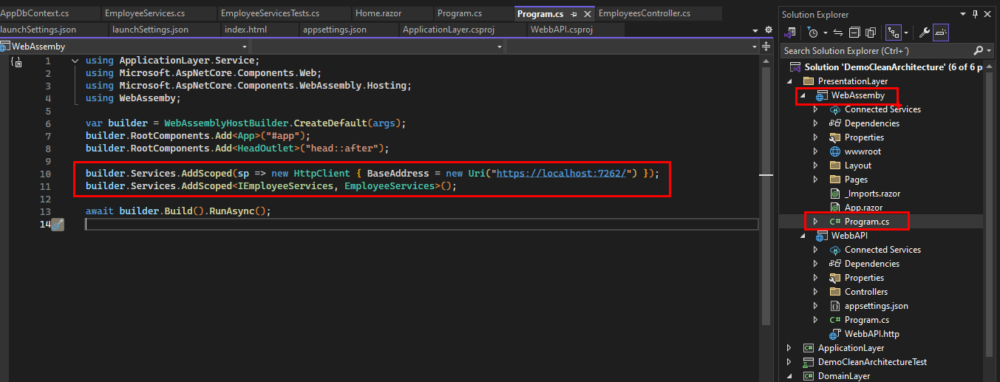 AppDbContext.cs EmployeeServices.cs EmployeeServicesTests.cs Home.razor Program.cs Program.cs EmployeesController.cs
launchSettings.json launchSettings.json index.html appsettings.json ApplicationLayer.csproj WebbAPI.csproj
WebAssemby
1 using ApplicationLayer.Service;
2 using Microsoft.AspNetCore.Components.Web;
3 using Microsoft.AspNetCore.Components.WebAssembly.Hosting;
4 using WebAssemby;
5
6 var builder = WebAssemblyHostBuilder.CreateDefault(args);
7 builder.RootComponents.Add<App>("#app");
8 builder.RootComponents.Add<HeadOutlet>("head::after");
9
10 builder.Services.AddScoped(sp => new HttpClient { BaseAddress = new Uri("https://localhost:7262/") });
11 builder.Services.AddScoped<IEmployeeServices, EmployeeServices>();
12
13 await builder.Build().RunAsync();
14
Solution Explorer
Search Solution Explorer (Ctrl+´)
Solution 'DemoCleanArchitecture' (6 of 6 p
PresentationLayer
WebAssemby
Connected Services
Dependencies
Properties
wwwroot
Layout
Pages
_Imports.razor
App.razor
C# Program.cs
WebbAPI
Connected Services
Dependencies
Properties
Controllers
appsettings.json
C# Program.cs
WebbAPI.http
C# ApplicationLayer
DemoCleanArchitectureTest
C# DomainLayer